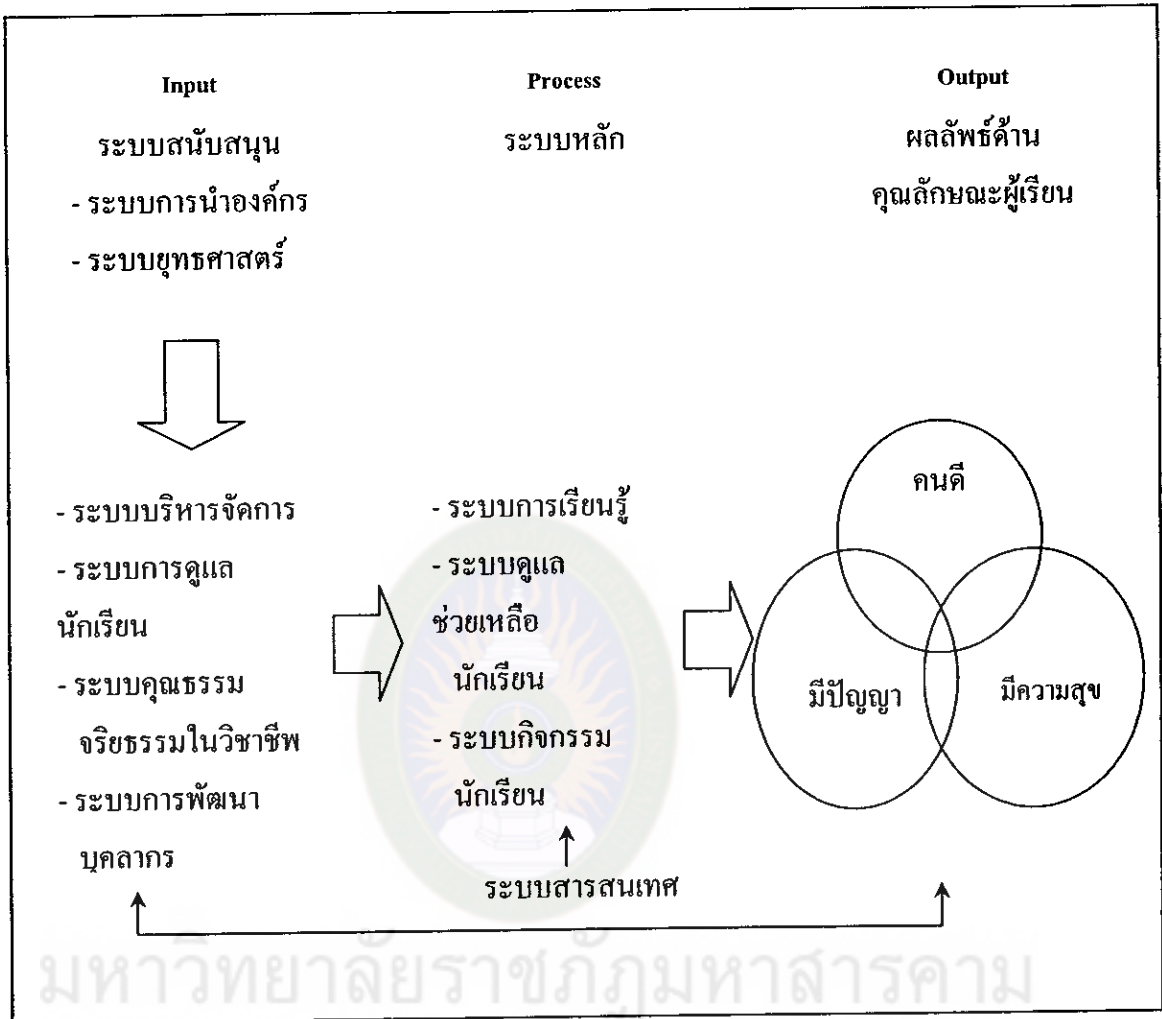 Input
ระบบสนับสนุน
- ระบบการนำองค์กร
- ระบบยุทธศาสตร์
- ระบบบริหารจัดการ
- ระบบการดูแล
นักเรียน
- ระบบคุณธรรม
จริยธรรมในวิชาชีพ
- ระบบการพัฒนา
บุคลากร
Process
ระบบหลัก
- ระบบการเรียนรู้
- ระบบดูแล
ช่วยเหลือ
นักเรียน
- ระบบกิจกรรม
นักเรียน
ระบบสารสนเทศ
Output
ผลลัพธ์ด้าน
คุณลักษณะผู้เรียน
คนดี
มีปัญญา
มีความสุข
มหาวิทยาลัยราชภัฏมหาสารคาม